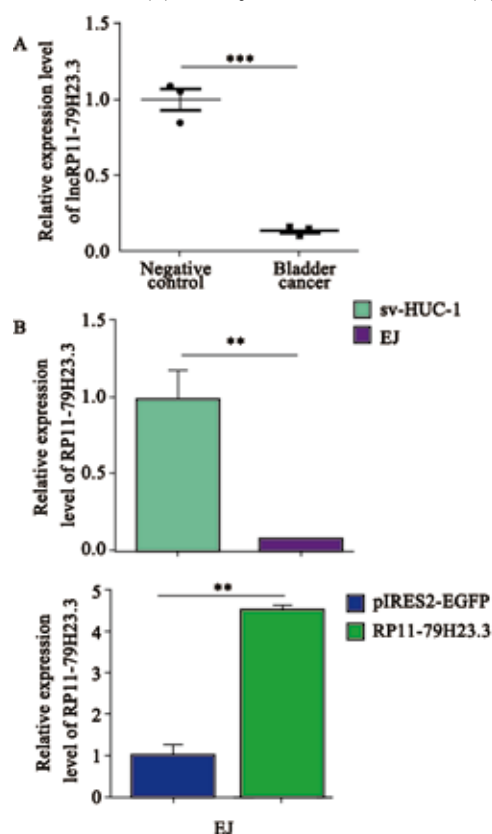 A
Relative expression level
of lncRP11-79H23.3
1.5
1.0
0.5
0.0
***
Negative
control
Bladder
cancer
B
sv-HUC-1
EJ
Relative expression
level of RP11-79H23.3
1.5
1.0
0.5
0.0
**
pIRES2-EGFP
RP11-79H23.3
Relative expression
level of RP11-79H23.3
5
4
3
2
1
0
**
EJ